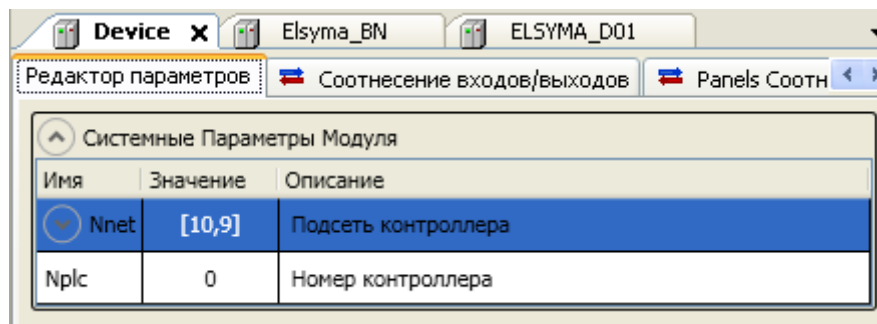 Device Elsyma_BN ELSYMA_D01
Редактор параметров Соотнесение входов/выходов Panels Соотн
Системные Параметры Модуля
Имя Значение Описание
Nnet [10,9] Подсеть контроллера
Nplc 0 Номер контроллера